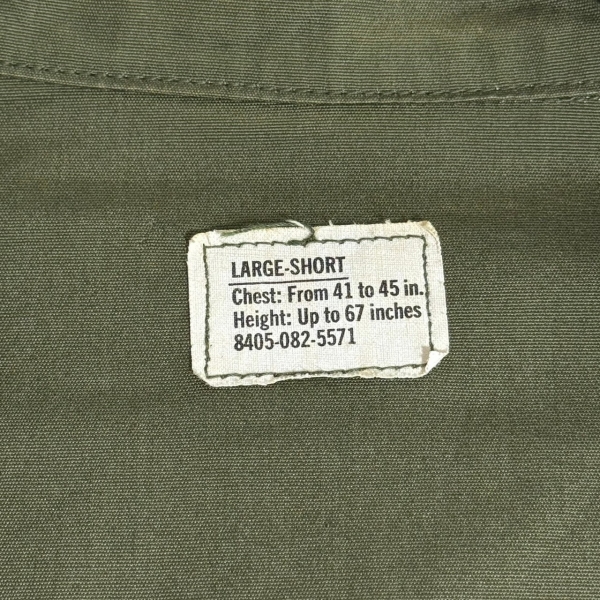 LARGE-SHORT
Chest: From 41 to 45 in.
Height: Up to 67 inches
8405-082-5571